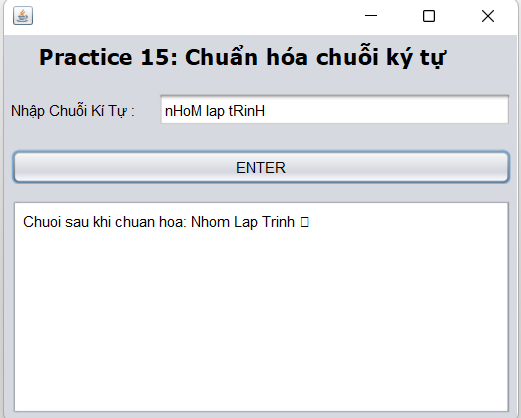 Practice 15: Chuẩn hóa chuỗi ký tự
Nhập Chuỗi Kí Tự : nHoM lap tRinH
ENTER
Chuoi sau khi chuan hoa: Nhom Lap Trinh ▯